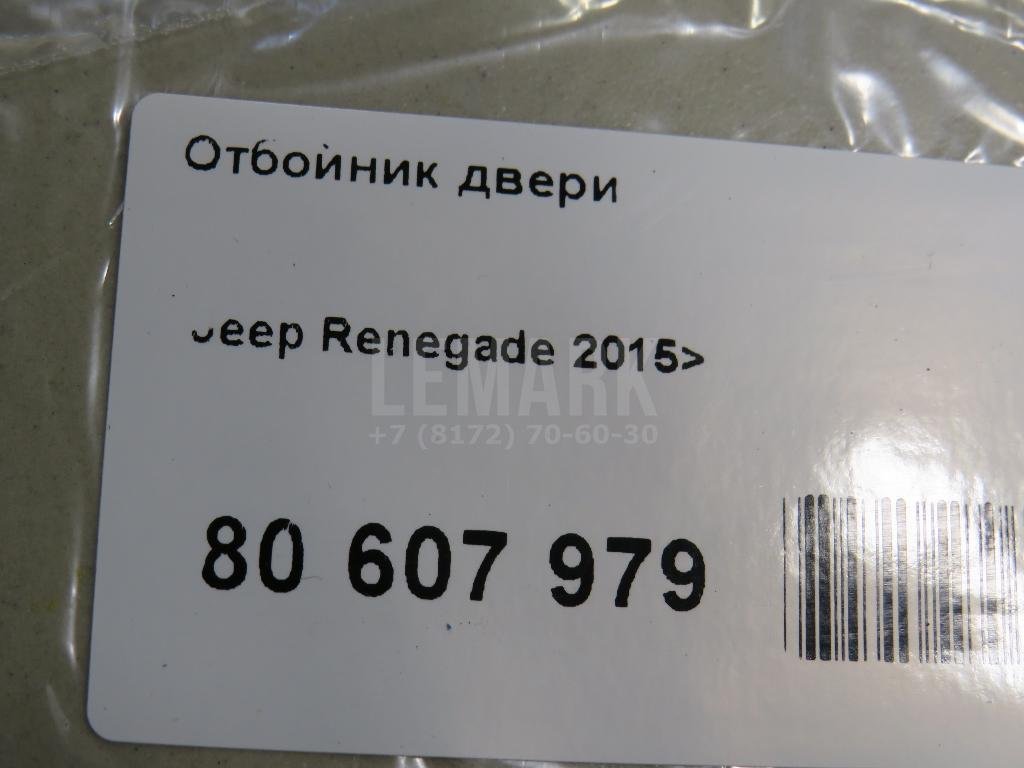 Отбойник двери
Jeep Renegade 2015>
LEMARK
+7 (8172) 70-60-30
80 607 979